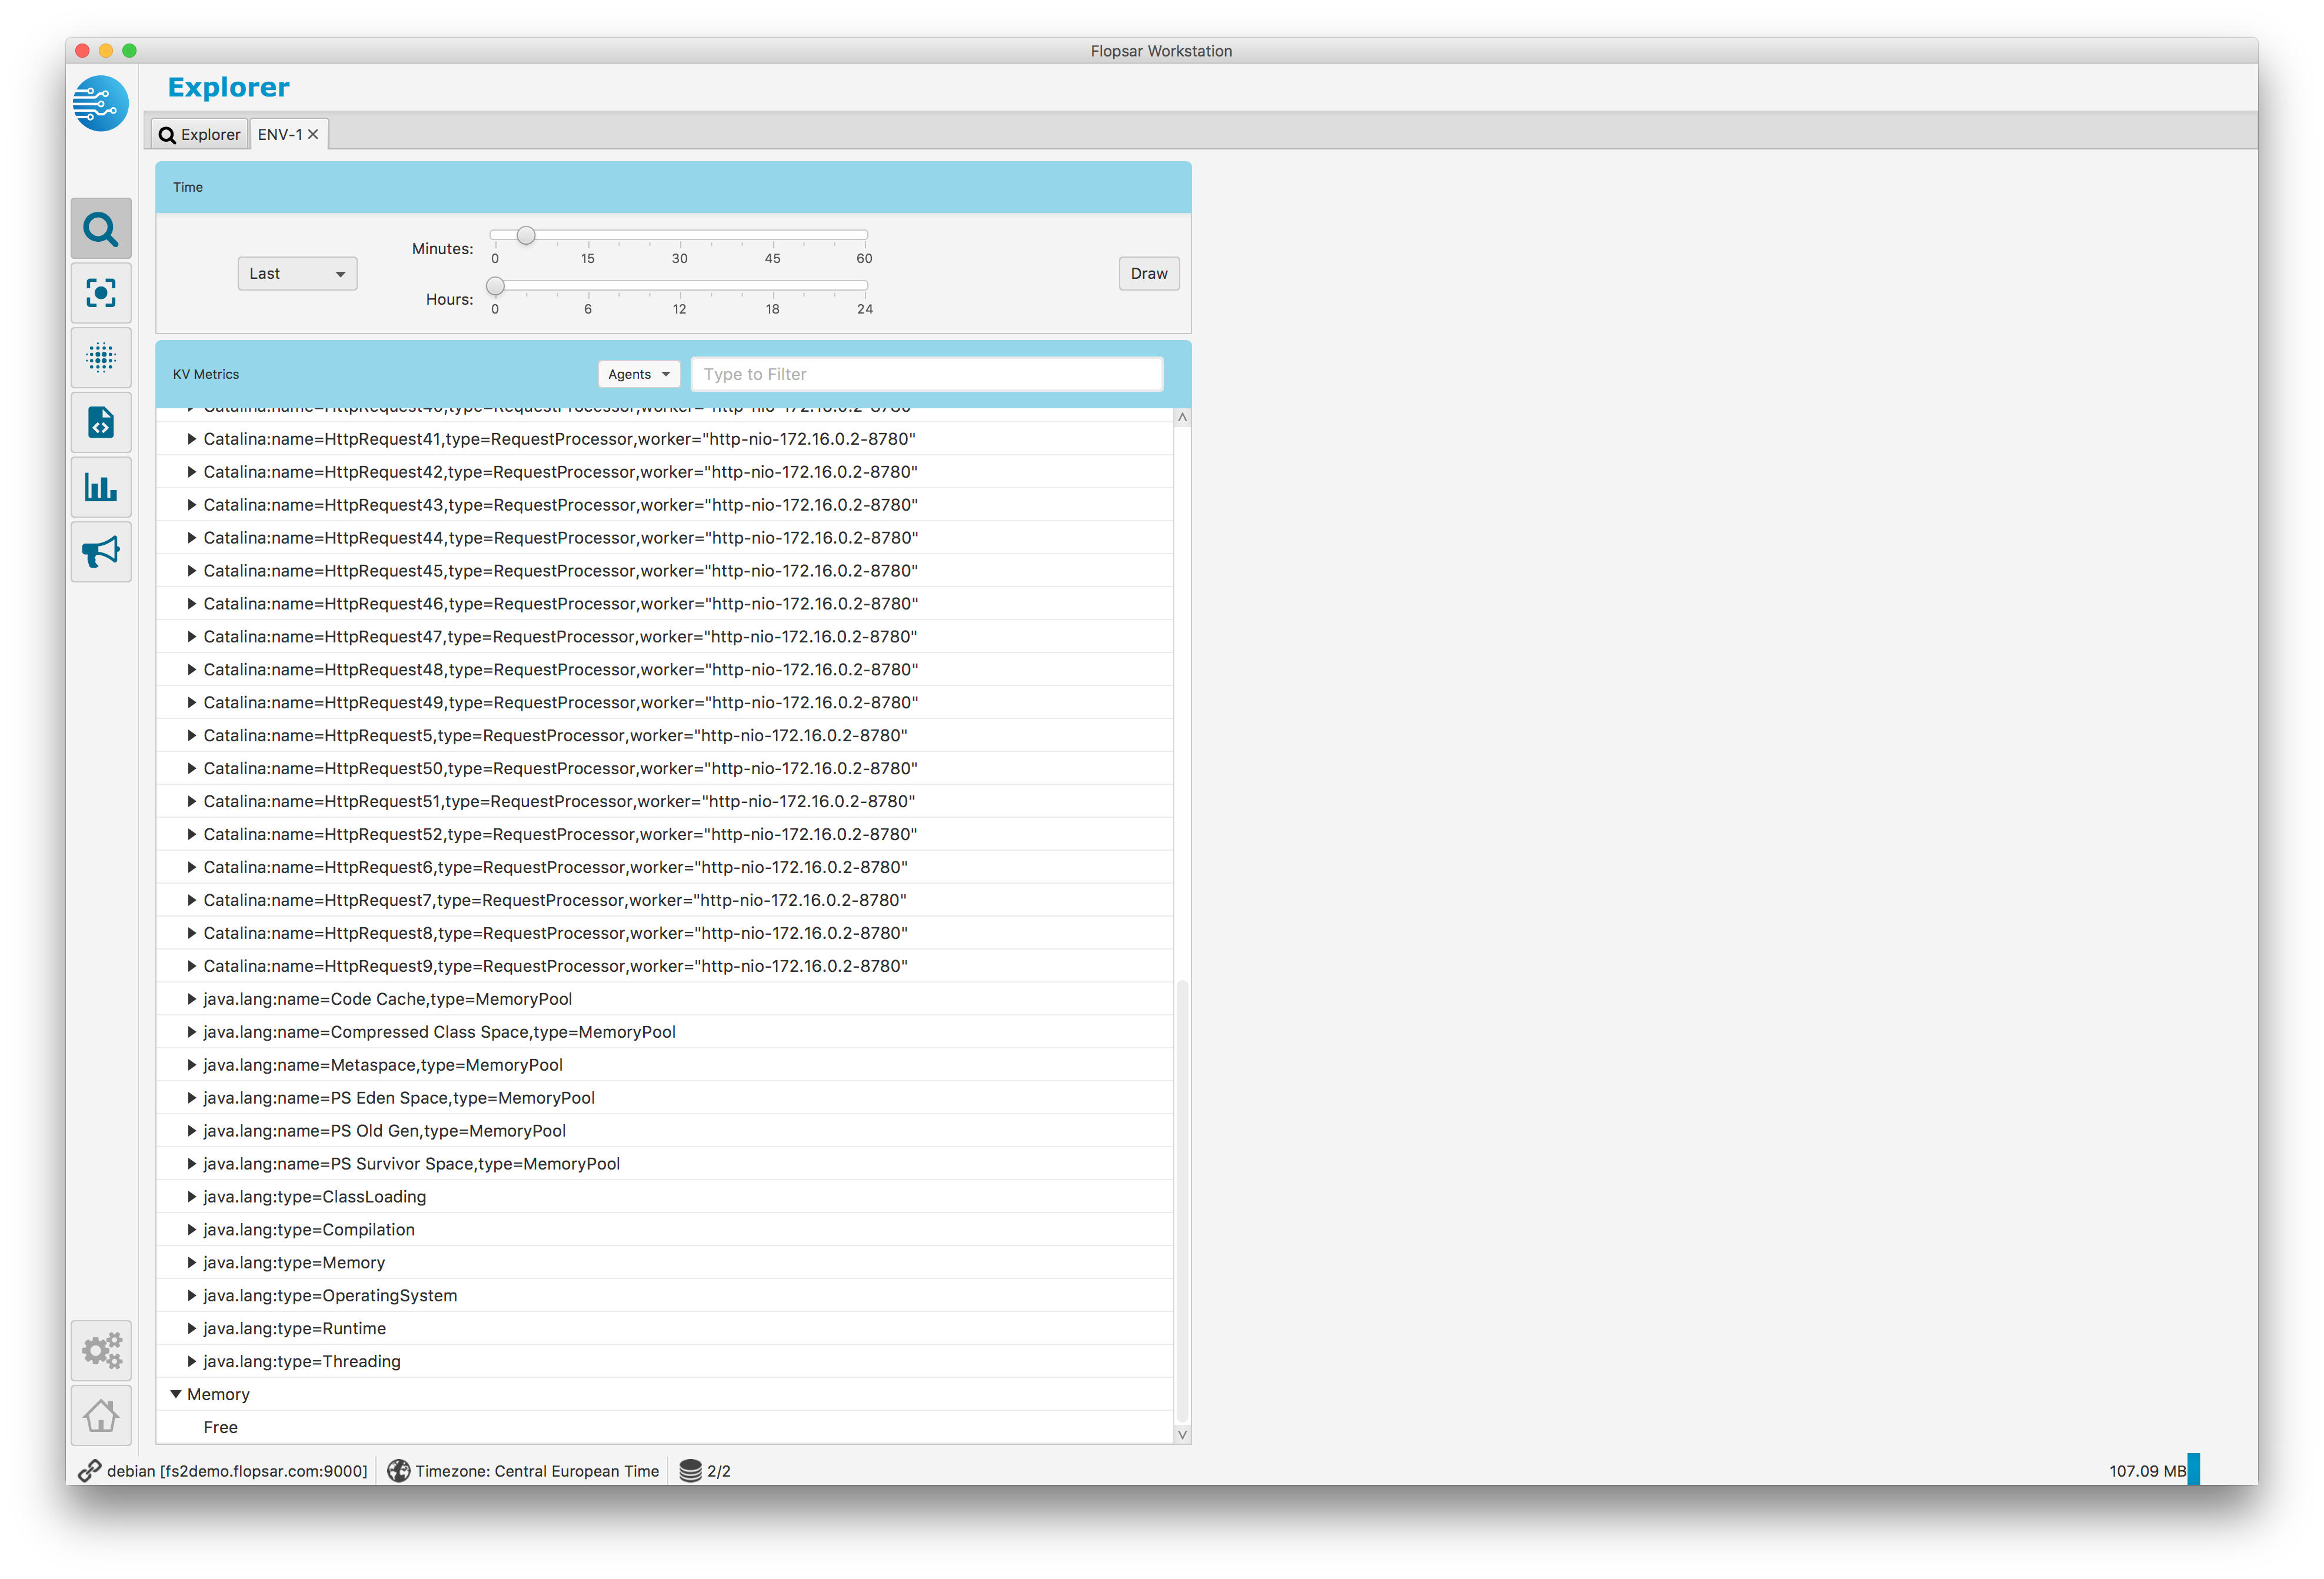 Flopsar Workstation
Explorer
Explorer
ENV-1
Time
Last
Minutes:
0 15 30 45 60
Hours:
0 6 12 18 24
Draw
KV Metrics
Agents
Type to Filter
Catalina:name=HttpRequest40,type=RequestProcessor,worker="http-nio-172.16.0.2-8780"
Catalina:name=HttpRequest41,type=RequestProcessor,worker="http-nio-172.16.0.2-8780"
Catalina:name=HttpRequest42,type=RequestProcessor,worker="http-nio-172.16.0.2-8780"
Catalina:name=HttpRequest43,type=RequestProcessor,worker="http-nio-172.16.0.2-8780"
Catalina:name=HttpRequest44,type=RequestProcessor,worker="http-nio-172.16.0.2-8780"
Catalina:name=HttpRequest45,type=RequestProcessor,worker="http-nio-172.16.0.2-8780"
Catalina:name=HttpRequest46,type=RequestProcessor,worker="http-nio-172.16.0.2-8780"
Catalina:name=HttpRequest47,type=RequestProcessor,worker="http-nio-172.16.0.2-8780"
Catalina:name=HttpRequest48,type=RequestProcessor,worker="http-nio-172.16.0.2-8780"
Catalina:name=HttpRequest49,type=RequestProcessor,worker="http-nio-172.16.0.2-8780"
Catalina:name=HttpRequest5,type=RequestProcessor,worker="http-nio-172.16.0.2-8780"
Catalina:name=HttpRequest50,type=RequestProcessor,worker="http-nio-172.16.0.2-8780"
Catalina:name=HttpRequest51,type=RequestProcessor,worker="http-nio-172.16.0.2-8780"
Catalina:name=HttpRequest52,type=RequestProcessor,worker="http-nio-172.16.0.2-8780"
Catalina:name=HttpRequest6,type=RequestProcessor,worker="http-nio-172.16.0.2-8780"
Catalina:name=HttpRequest7,type=RequestProcessor,worker="http-nio-172.16.0.2-8780"
Catalina:name=HttpRequest8,type=RequestProcessor,worker="http-nio-172.16.0.2-8780"
Catalina:name=HttpRequest9,type=RequestProcessor,worker="http-nio-172.16.0.2-8780"
java.lang:name=Code Cache,type=MemoryPool
java.lang:name=Compressed Class Space,type=MemoryPool
java.lang:name=Metaspace,type=MemoryPool
java.lang:name=PS Eden Space,type=MemoryPool
java.lang:name=PS Old Gen,type=MemoryPool
java.lang:name=PS Survivor Space,type=MemoryPool
java.lang:type=ClassLoading
java.lang:type=Compilation
java.lang:type=Memory
java.lang:type=OperatingSystem
java.lang:type=Runtime
java.lang:type=Threading
Memory
Free
debian [fs2demo.flopsar.com:9000]
Timezone: Central European Time
2/2
107.09 MB